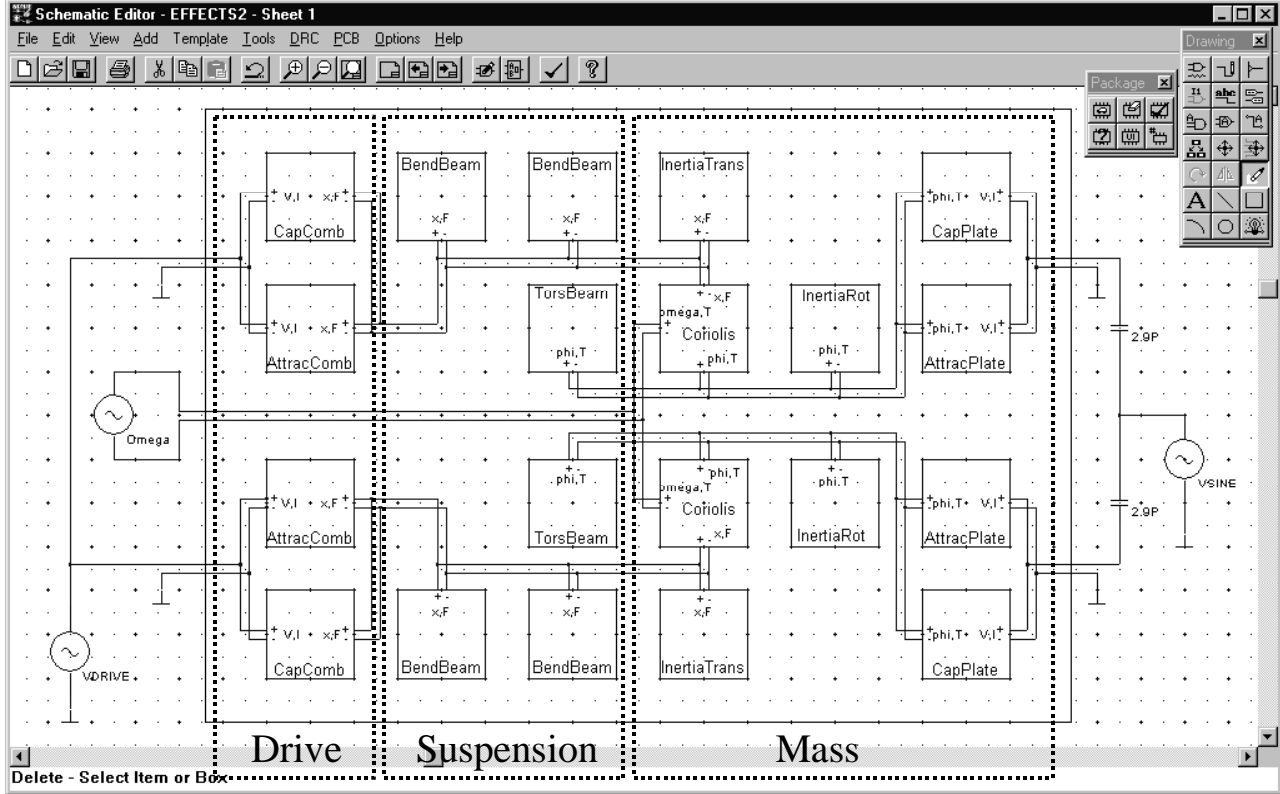 Schematic Editor - EFFECTS2 - Sheet 1
File Edit View Add Template Tools DRC PCB Options Help
Drawing
Package
BendBeam BendBeam InertiaTrans
V,I x,F phi,T V,I
x,F x,F x,F
+ - + - + -
CapComb CapPlate
TorsBeam + - x,F InertiaRot
omega,T
V,I x,F Coriolis phi,T V,I
2.9P
phi,T + - phi,T phi,T
AttracComb + - + - AttracPlate
Omega
+ - + - phi,T + -
phi,T omega,T phi,T
VSINE
V,I x,F Coriolis phi,T V,I
2.9P
AttracComb TorsBeam + - x,F InertiaRot AttracPlate
+ - + - + -
x,F x,F x,F
V,I x,F phi,T V,I
CapComb BendBeam BendBeam InertiaTrans CapPlate
VDRIVE
Drive Suspension Mass
Delete - Select Item or Box